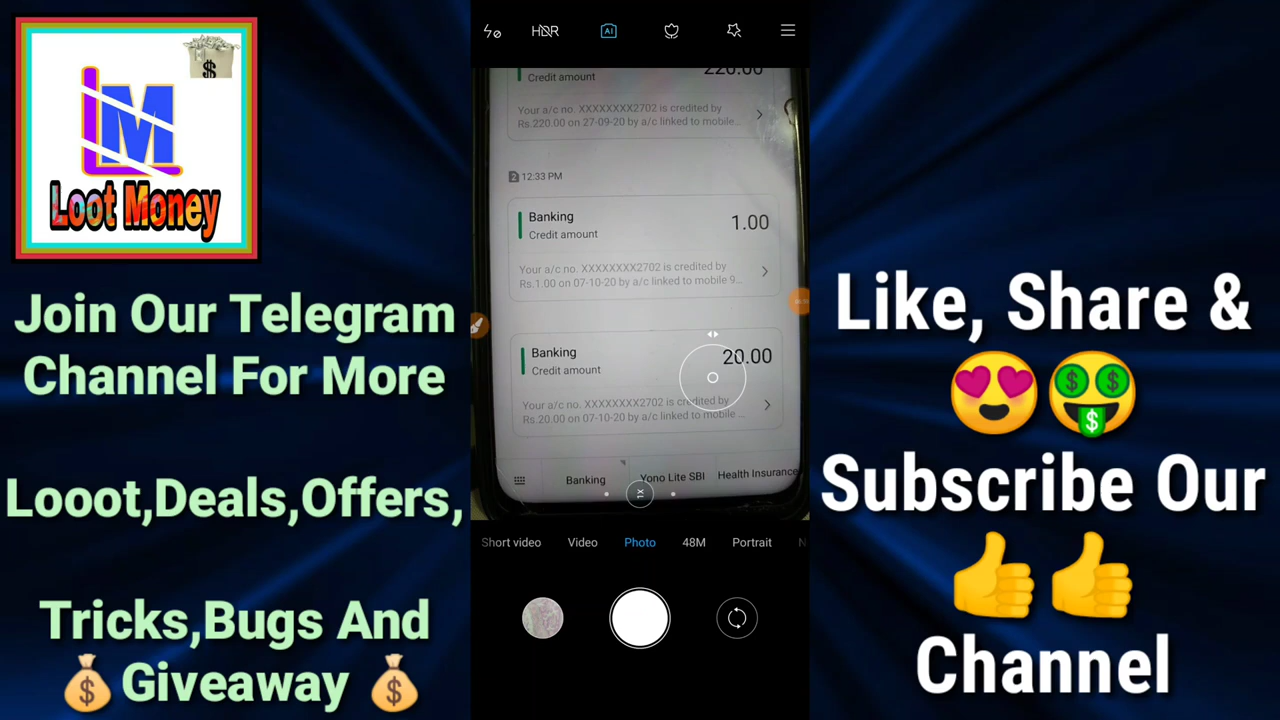 LM
Loot Money
Join Our Telegram
Channel For More
Looot,Deals,Offers,
Tricks,Bugs And
Giveaway
HDR
AI
220.00
Credit amount
Your a/c no. XXXXXXXX2702 is credited by
Rs.220.00 on 27-09-20 by a/c linked to mobile...
2 12:33 PM
Banking
1.00
Credit amount
Your a/c no. XXXXXXXX2702 is credited by
Rs.1.00 on 07-10-20 by a/c linked to mobile 9...
Banking
20.00
Credit amount
Your a/c no. XXXXXXXX2702 is credited by
Rs.20.00 on 07-10-20 by a/c linked to mobile ...
Banking
Yono Lite SBI
Health Insurance
1X
Short video
Video
Photo
48M
Portrait
N
Like, Share &
Subscribe Our
Channel